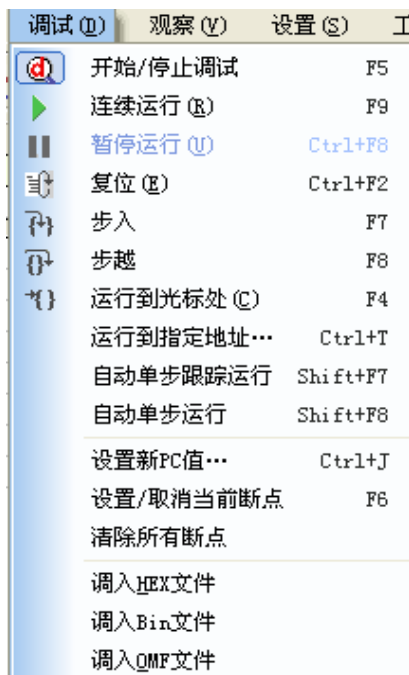 调试(D) 观察(V) 设置(S)
开始/停止调试 F5
连续运行(R) F9
暂停运行(U) Ctrl+F8
复位(E) Ctrl+F2
步入 F7
步越 F8
运行到光标处(C) F4
运行到指定地址… Ctrl+T
自动单步跟踪运行 Shift+F7
自动单步运行 Shift+F8
设置新PC值… Ctrl+J
设置/取消当前断点 F6
清除所有断点
调入HEX文件
调入Bin文件
调入OMF文件